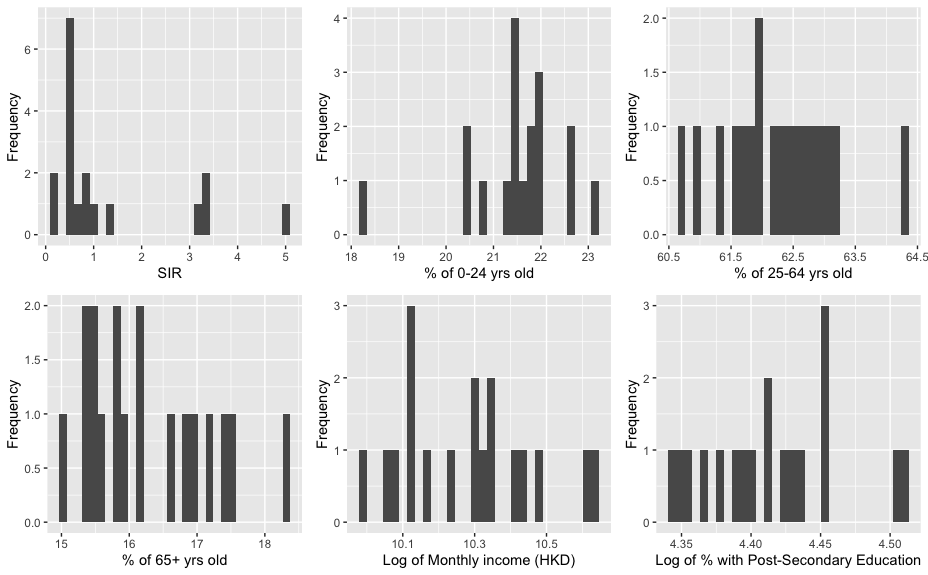 Frequency
6
4
2
0
0 1 2 3 4 5
SIR
Frequency
4
3
2
1
0
18 19 20 21 22 23
% of 0-24 yrs old
Frequency
2.0
1.5
1.0
0.5
0.0
60.5 61.5 62.5 63.5 64.5
% of 25-64 yrs old
Frequency
2.0
1.5
1.0
0.5
0.0
15 16 17 18
% of 65+ yrs old
Frequency
3
2
1
0
10.1 10.3 10.5
Log of Monthly income (HKD)
Frequency
3
2
1
0
4.35 4.40 4.45 4.50
Log of % with Post-Secondary Education